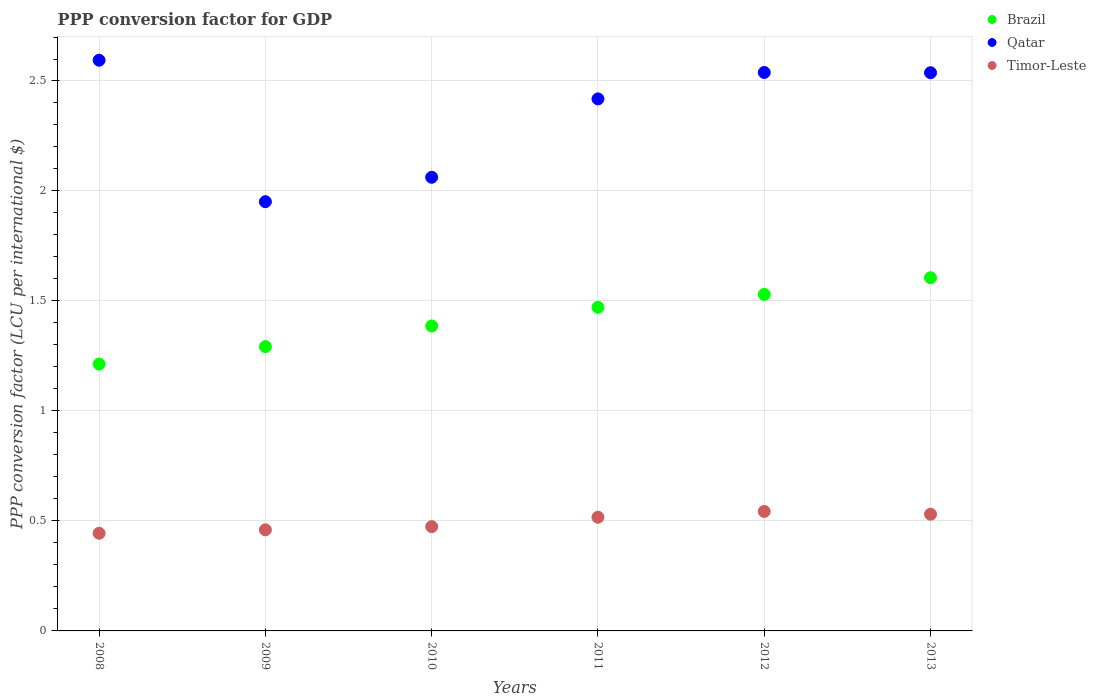 PPP conversion factor for GDP
Brazil
Qatar
Timor-Leste
PPP conversion factor (LCU per international $)
2.5
2
1.5
1
0.5
0
2008
2009
2010
2011
2012
2013
Years